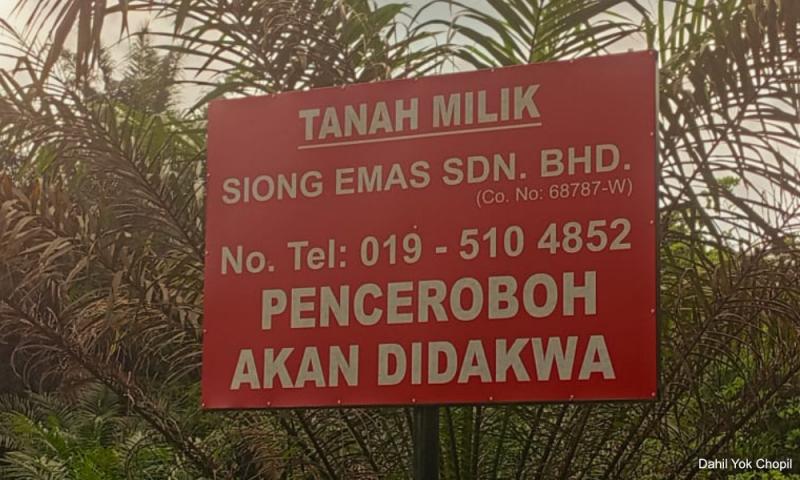 TANAH MILIK
SIONG EMAS SDN. BHD.
(Co. No: 68787-W)
No. Tel: 019 - 510 4852
PENCEROBOH
AKAN DIDAKWA
Dahil Yok Chopil